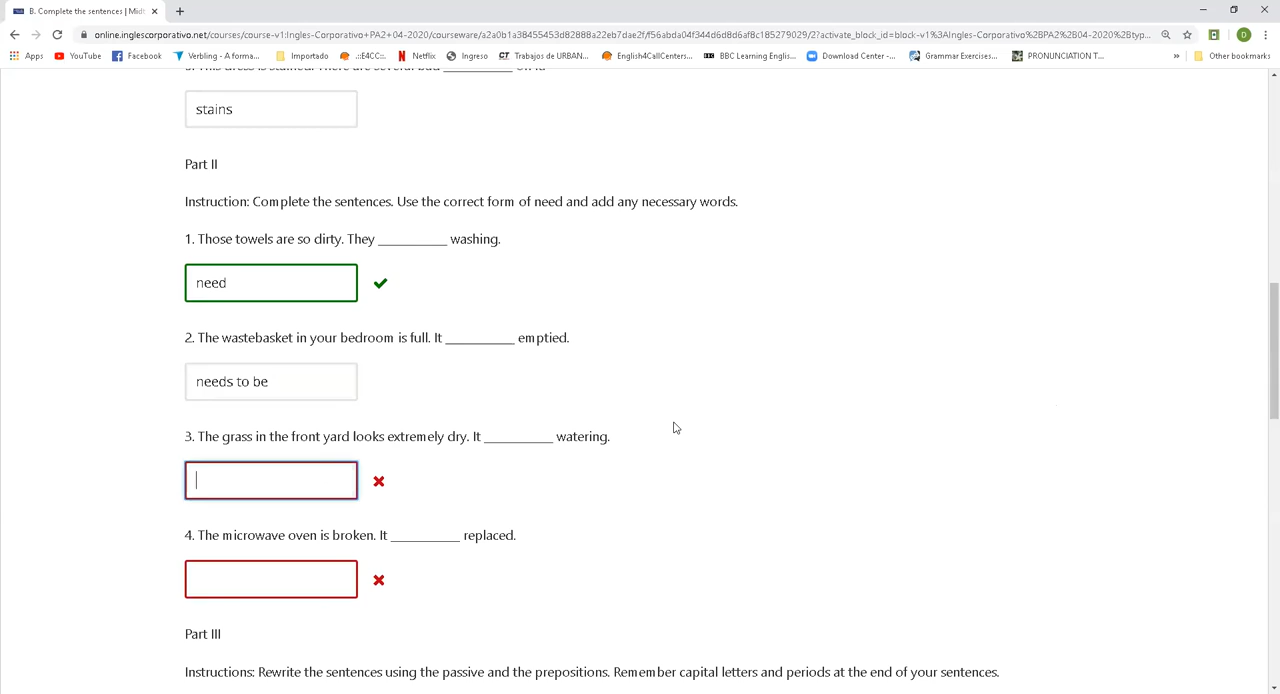 B. Complete the sentences | Midt
online.inglescorporativo.net/courses/course-v1:Ingles-Corporativo+PA2+04-2020/courseware/a2a0b1a38455453d82888a22eb7dae2f/f56abda04f344d6d8d6af8c185279029/2?activate_block_id=block-v1%3AIngles-Corporativo%2BPA2%2B04-2020%2Btyp...
D
Apps YouTube Facebook Verbling - A forma... Importado .::E4CC::. Netflix Ingreso CT Trabajos de URBAN... English4CallCenters... BBC Learning Englis... Download Center -... Grammar Exercises... PRONUNCIATION T... » Other bookmarks
stains
Part II
Instruction: Complete the sentences. Use the correct form of need and add any necessary words.
1. Those towels are so dirty. They __________ washing.
need
2. The wastebasket in your bedroom is full. It __________ emptied.
needs to be
3. The grass in the front yard looks extremely dry. It __________ watering.
4. The microwave oven is broken. It __________ replaced.
Part III
Instructions: Rewrite the sentences using the passive and the prepositions. Remember capital letters and periods at the end of your sentences.